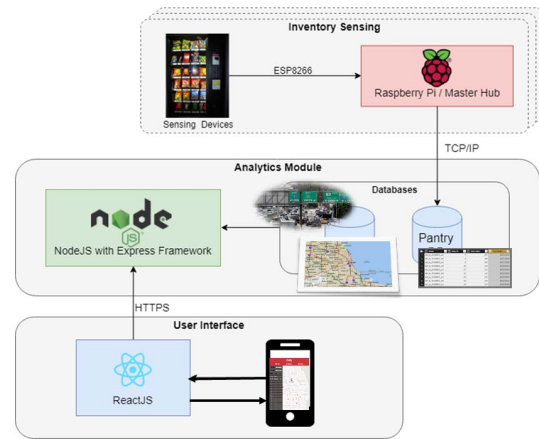 Inventory Sensing
ESP8266
Sensing Devices
Raspberry Pi / Master Hub
TCP/IP
Analytics Module
Databases
node
JS
NodeJS with Express Framework
Pantry
HTTPS
User Interface
ReactJS